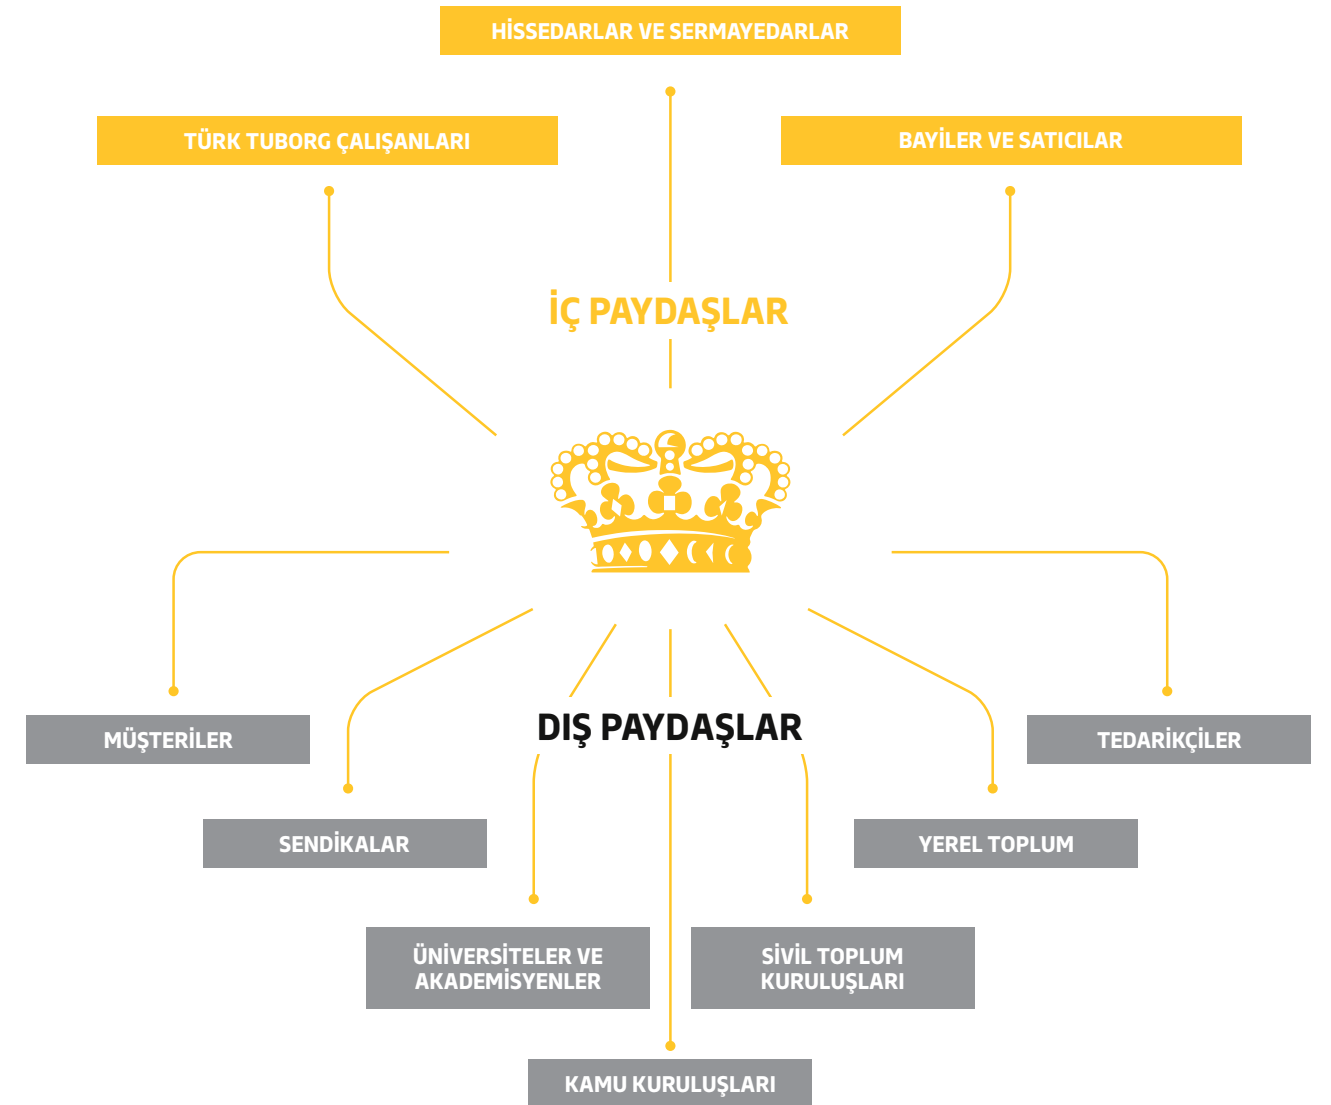 HİSSEDARLAR VE SERMAYEDARLAR
TÜRK TUBORG ÇALIŞANLARI
BAYİLER VE SATICILAR
İÇ PAYDAŞLAR
DIŞ PAYDAŞLAR
MÜŞTERİLER
TEDARİKÇİLER
SENDİKALAR
YEREL TOPLUM
ÜNİVERSİTELER VE
AKADEMİSYENLER
SİVİL TOPLUM
KURULUŞLARI
KAMU KURULUŞLARI